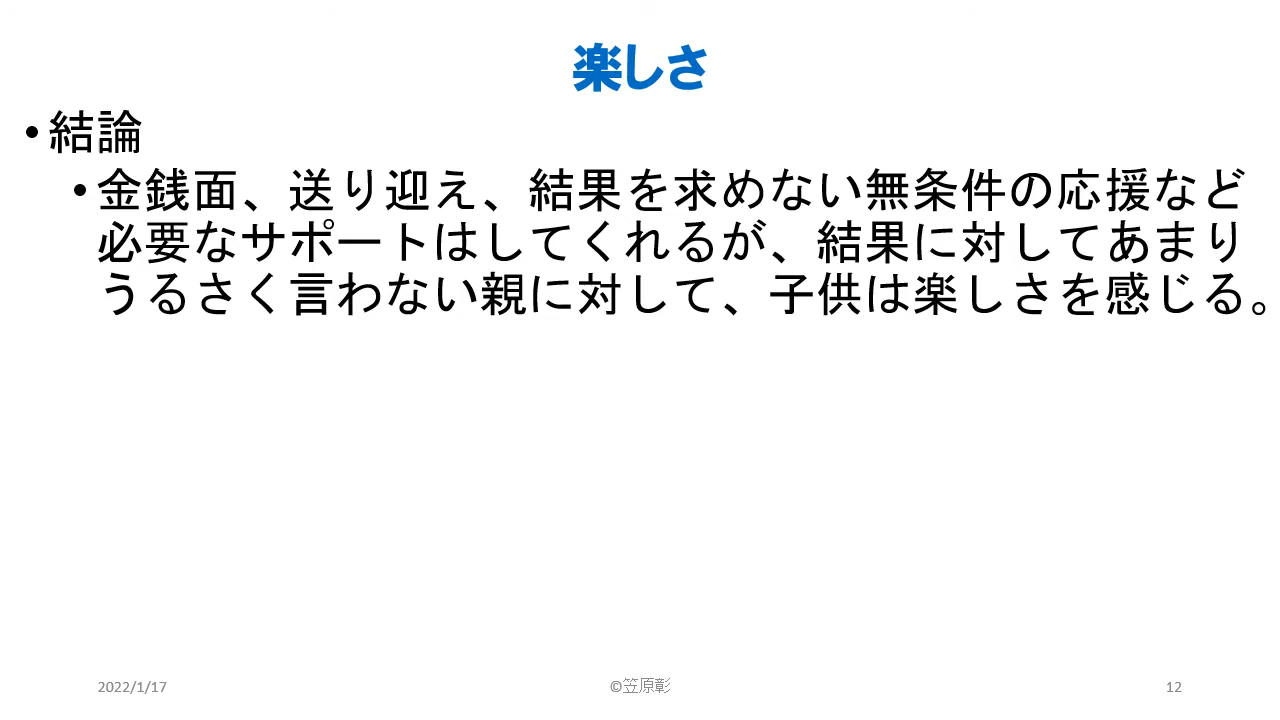 楽しさ
•結論
•金銭面、送り迎え、結果を求めない無条件の応援など
必要なサポートはしてくれるが、結果に対してあまり
うるさく言わない親に対して、子供は楽しさを感じる。
2022/1/17
©笠原彰
12